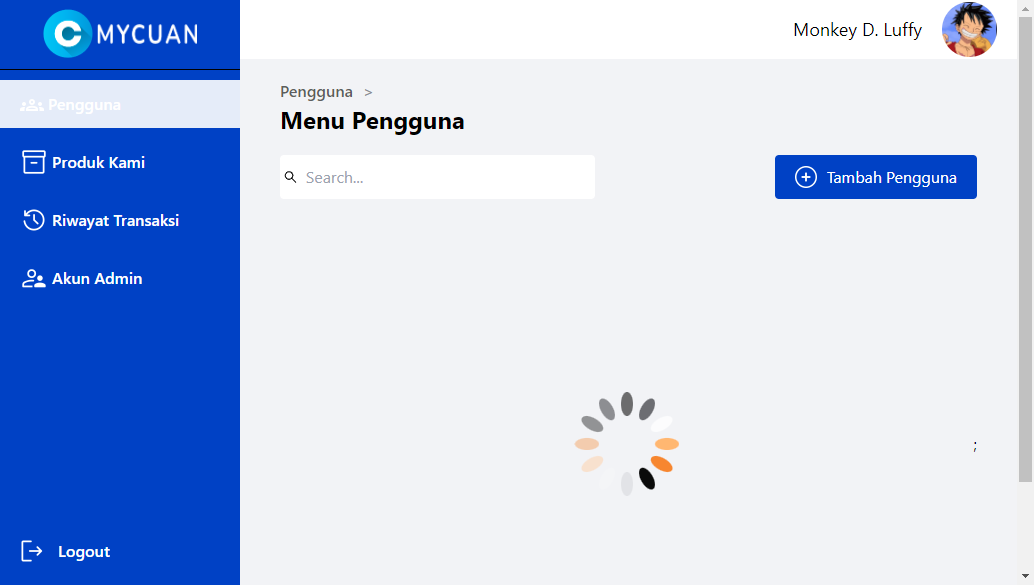 MYCUAN
Monkey D. Luffy
Pengguna
Produk Kami
Riwayat Transaksi
Akun Admin
Logout
Pengguna >
Menu Pengguna
Search...
Tambah Pengguna
;